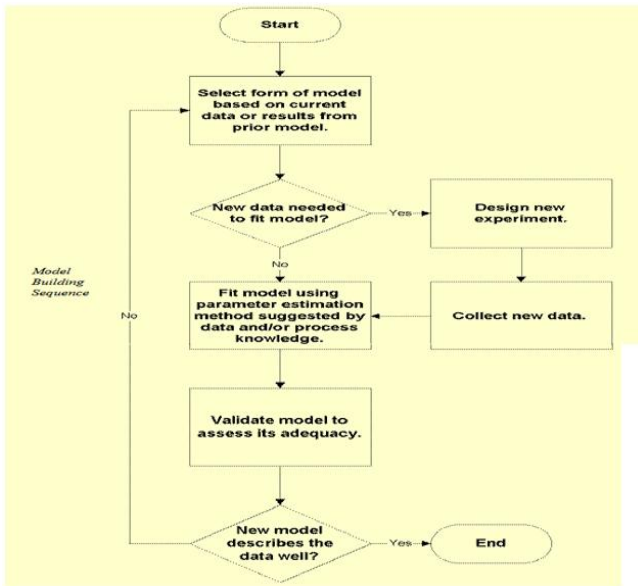 Start
Select form of model
based on current
data or results from
prior model.
New data needed
to fit model?
Yes
Design new
experiment.
No
Model
Building
Sequence
Fit model using
parameter estimation
method suggested by
data and/or process
knowledge.
Collect new data.
No
Validate model to
assess its adequacy.
New model
describes the
data well?
Yes
End